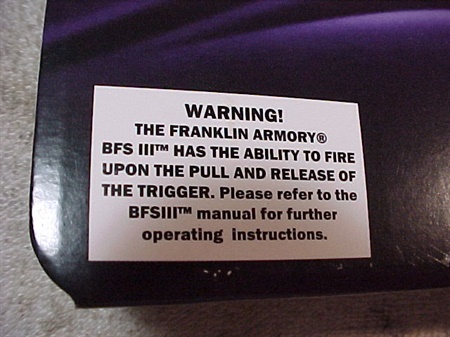 WARNING!
THE FRANKLIN ARMORY®
BFS III™ HAS THE ABILITY TO FIRE
UPON THE PULL AND RELEASE OF
THE TRIGGER. Please refer to the
BFSIII™ manual for further
operating instructions.